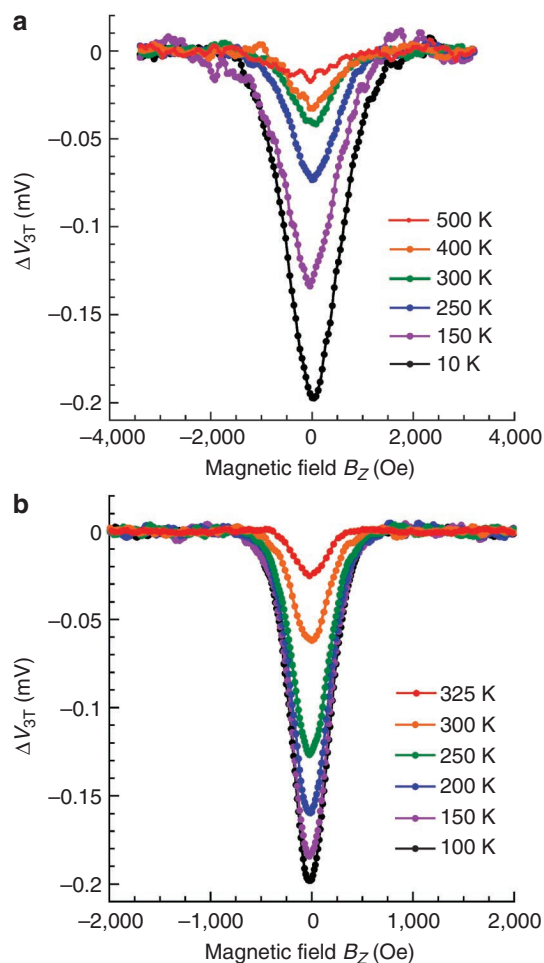 a
0
–0.05
–0.1
–0.15
–0.2
ΔV3T (mV)
500 K
400 K
300 K
250 K
150 K
10 K
–4,000 –2,000 0 2,000 4,000
Magnetic field BZ (Oe)
b
0
–0.05
–0.1
–0.15
–0.2
ΔV3T (mV)
325 K
300 K
250 K
200 K
150 K
100 K
–2,000 –1,000 0 1,000 2,000
Magnetic field BZ (Oe)